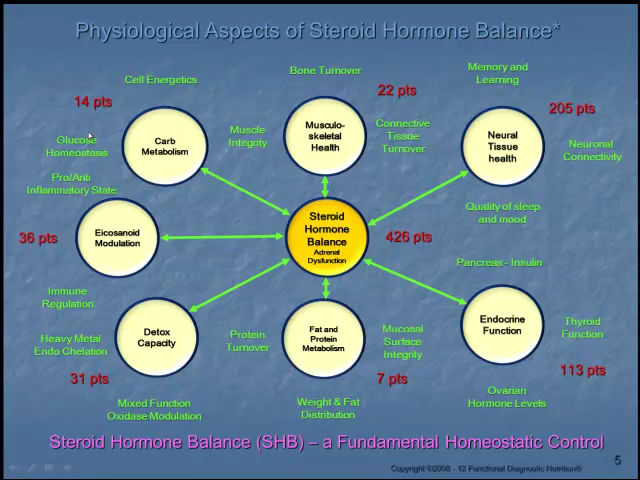 Physiological Aspects of Steroid Hormone Balance*
Cell Energetics
14 pts
Carb
Metabolism
Glucose
Homeostasis
Pro/Anti
Inflammatory State
Muscle
Integrity
Bone Turnover
22 pts
Musculo-
skeletal
Health
Connective
Tissue
Turnover
Memory and
Learning
205 pts
Neural
Tissue
health
Neuronal
Connectivity
Quality of sleep
and mood
36 pts
Eicosanoid
Modulation
Immune
Regulation
Steroid
Hormone
Balance
Adrenal
Dysfunction
426 pts
Pancreas - Insulin
Heavy Metal
Endo Chelation
31 pts
Detox
Capacity
Mixed Function
Oxidase Modulation
Protein
Turnover
Fat and
Protein
Metabolism
Mucosal
Surface
Integrity
7 pts
Weight & Fat
Distribution
Endocrine
Function
Thyroid
Function
113 pts
Ovarian
Hormone Levels
Steroid Hormone Balance (SHB) – a Fundamental Homeostatic Control
5
Copyright ©2008 - 12 Functional Diagnostic Nutrition®